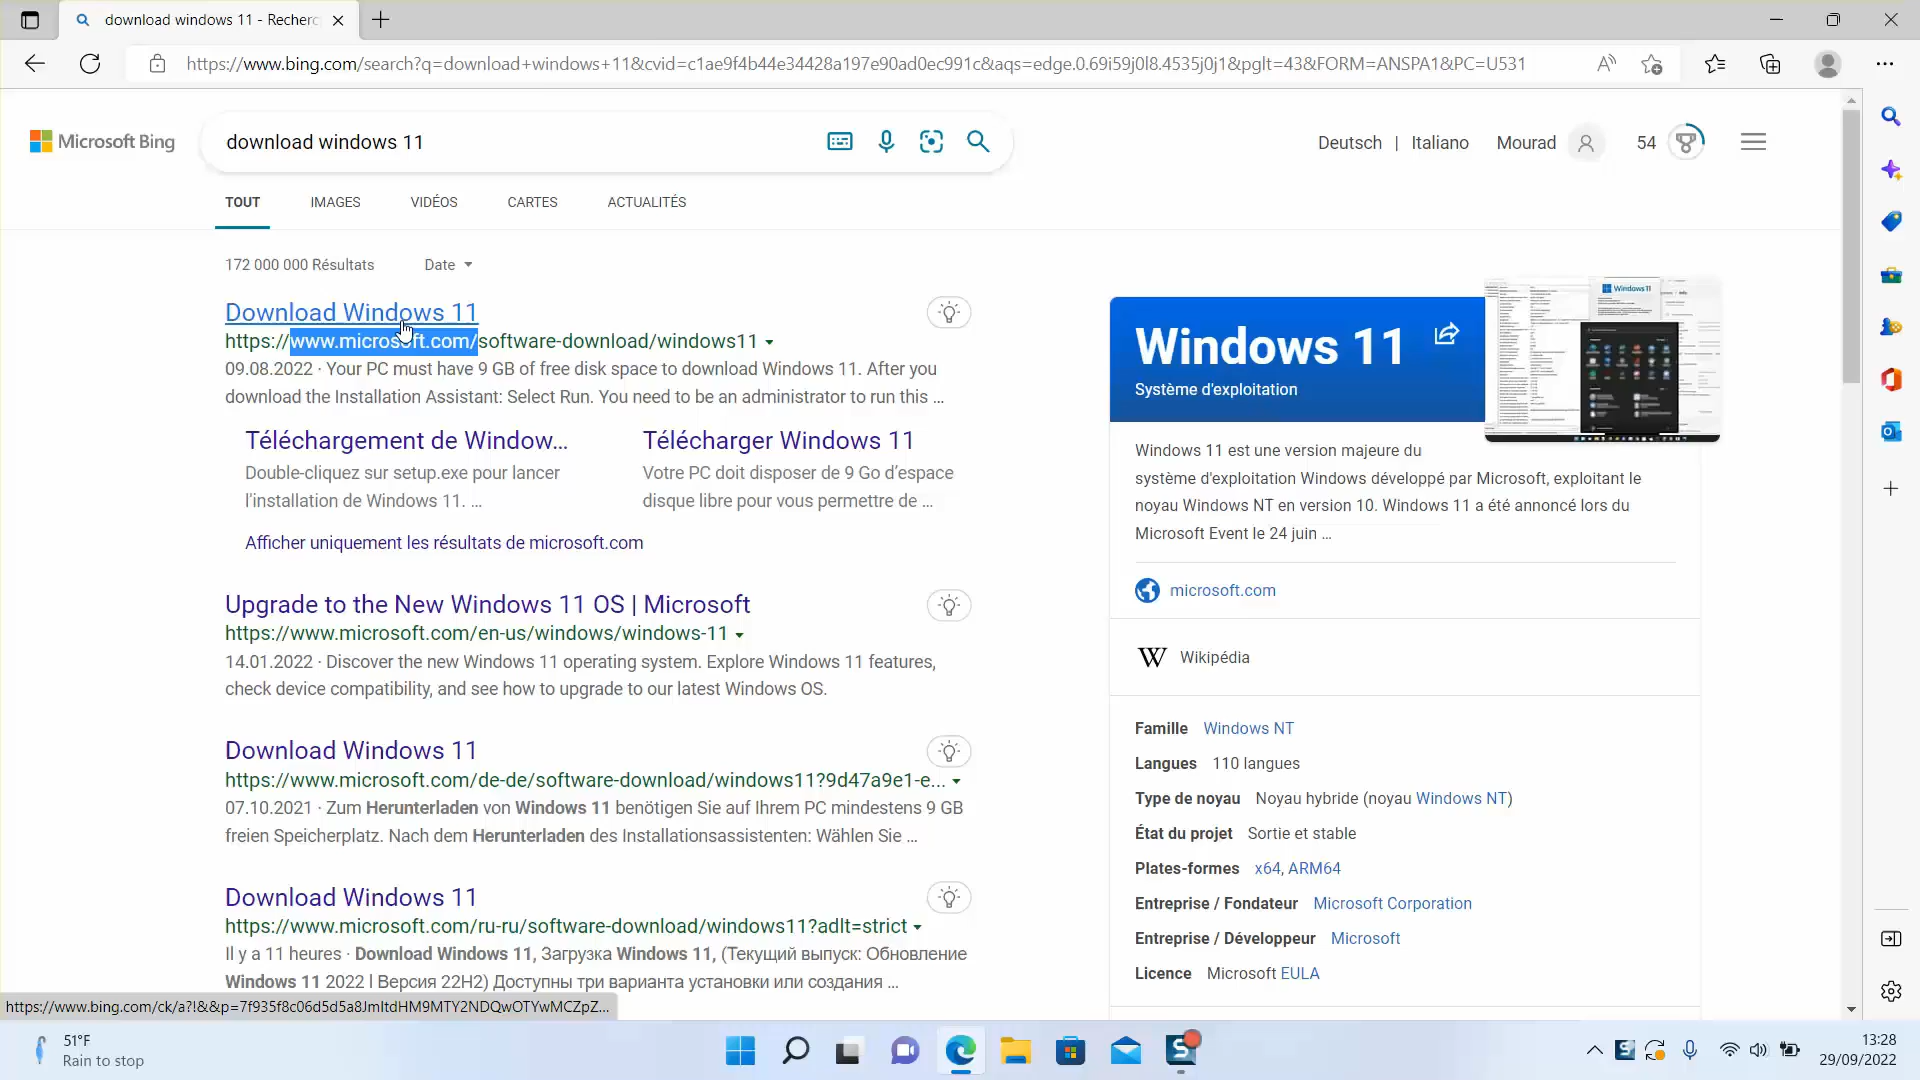 download windows 11 - Recherc
https://www.bing.com/search?q=download+windows+11&cvid=c1ae9f4b44e34428a197e90ad0ec991c&aqs=edge.0.69i59j0l8.4535j0j1&pglt=43&FORM=ANSPA1&PC=U531
Microsoft Bing
download windows 11
Deutsch | Italiano Mourad 54
TOUT IMAGES VIDÉOS CARTES ACTUALITÉS
172 000 000 Résultats Date
Download Windows 11
https://www.microsoft.com/software-download/windows11
09.08.2022 · Your PC must have 9 GB of free disk space to download Windows 11. After you
download the Installation Assistant: Select Run. You need to be an administrator to run this ...
Téléchargement de Window...
Double-cliquez sur setup.exe pour lancer
l'installation de Windows 11. ...
Télécharger Windows 11
Votre PC doit disposer de 9 Go d'espace
disque libre pour vous permettre de ...
Afficher uniquement les résultats de microsoft.com
Upgrade to the New Windows 11 OS | Microsoft
https://www.microsoft.com/en-us/windows/windows-11
14.01.2022 · Discover the new Windows 11 operating system. Explore Windows 11 features,
check device compatibility, and see how to upgrade to our latest Windows OS.
Download Windows 11
https://www.microsoft.com/de-de/software-download/windows11?9d47a9e1-e...
07.10.2021 · Zum Herunterladen von Windows 11 benötigen Sie auf Ihrem PC mindestens 9 GB
freien Speicherplatz. Nach dem Herunterladen des Installationsassistenten: Wählen Sie ...
Download Windows 11
https://www.microsoft.com/ru-ru/software-download/windows11?adlt=strict
Il y a 11 heures · Download Windows 11, Загрузка Windows 11, (Текущий выпуск: Обновление
Windows 11 2022 l Версия 22H2) Доступны три варианта установки или создания ...
Windows 11
Système d'exploitation
Windows 11
Windows 11 est une version majeure du
système d'exploitation Windows développé par Microsoft, exploitant le
noyau Windows NT en version 10. Windows 11 a été annoncé lors du
Microsoft Event le 24 juin ...
microsoft.com
W Wikipédia
Famille Windows NT
Langues 110 langues
Type de noyau Noyau hybride (noyau Windows NT)
État du projet Sortie et stable
Plates-formes x64, ARM64
Entreprise / Fondateur Microsoft Corporation
Entreprise / Développeur Microsoft
Licence Microsoft EULA
https://www.bing.com/ck/a?!&&p=7f935f8c06d5d5a8JmltdHM9MTY2NDQwOTYwMCZpZ...
51°F
Rain to stop
13:28
29/09/2022